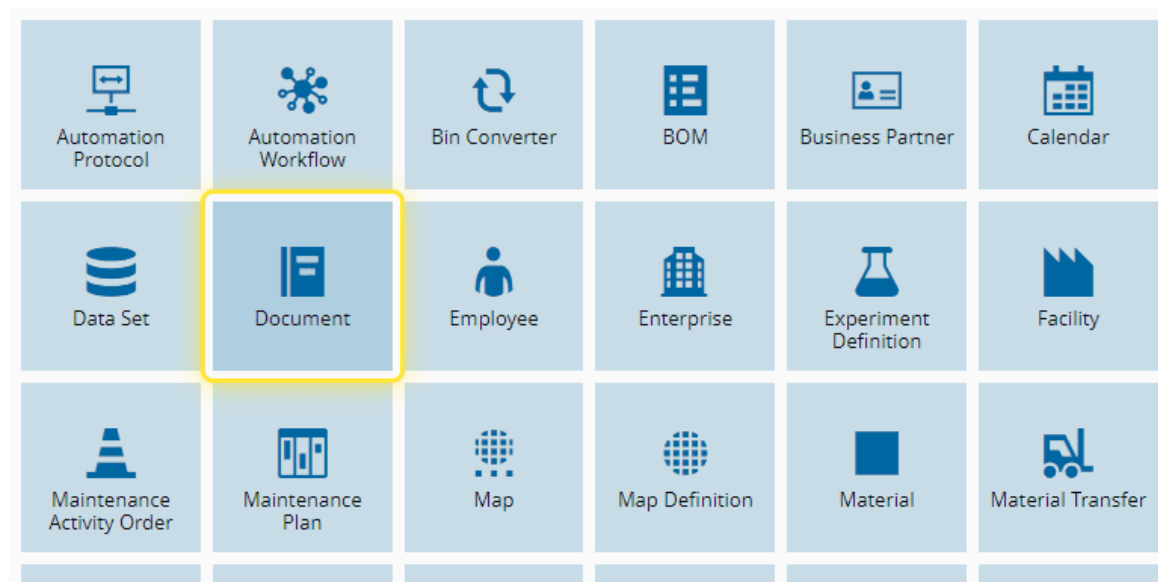 Automation
Protocol
Automation
Workflow
Bin Converter
BOM
Business Partner
Calendar
Data Set
Document
Employee
Enterprise
Experiment
Definition
Facility
Maintenance
Activity Order
Maintenance
Plan
Map
Map Definition
Material
Material Transfer